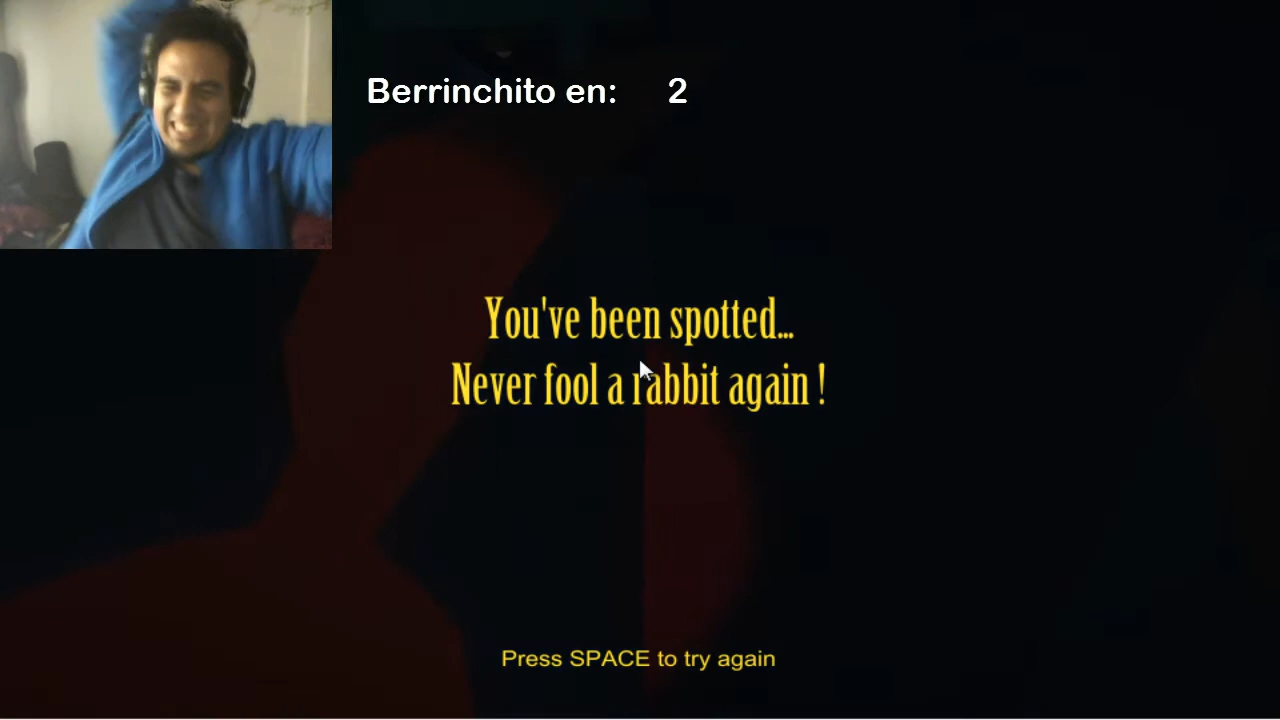 Berrinchito en: 2
You've been spotted...
Never fool a rabbit again !
Press SPACE to try again